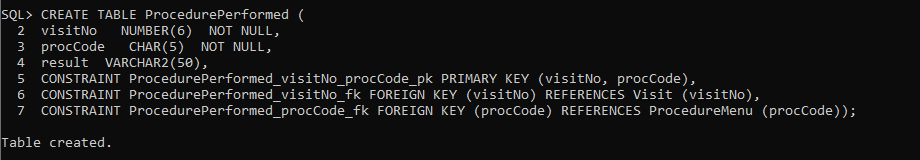 SQL> CREATE TABLE ProcedurePerformed (
  2  visitNo   NUMBER(6)  NOT NULL,
  3  procCode   CHAR(5)  NOT NULL,
  4  result  VARCHAR2(50),
  5  CONSTRAINT ProcedurePerformed_visitNo_procCode_pk PRIMARY KEY (visitNo, procCode),
  6  CONSTRAINT ProcedurePerformed_visitNo_fk FOREIGN KEY (visitNo) REFERENCES Visit (visitNo),
  7  CONSTRAINT ProcedurePerformed_procCode_fk FOREIGN KEY (procCode) REFERENCES ProcedureMenu (procCode));
Table created.